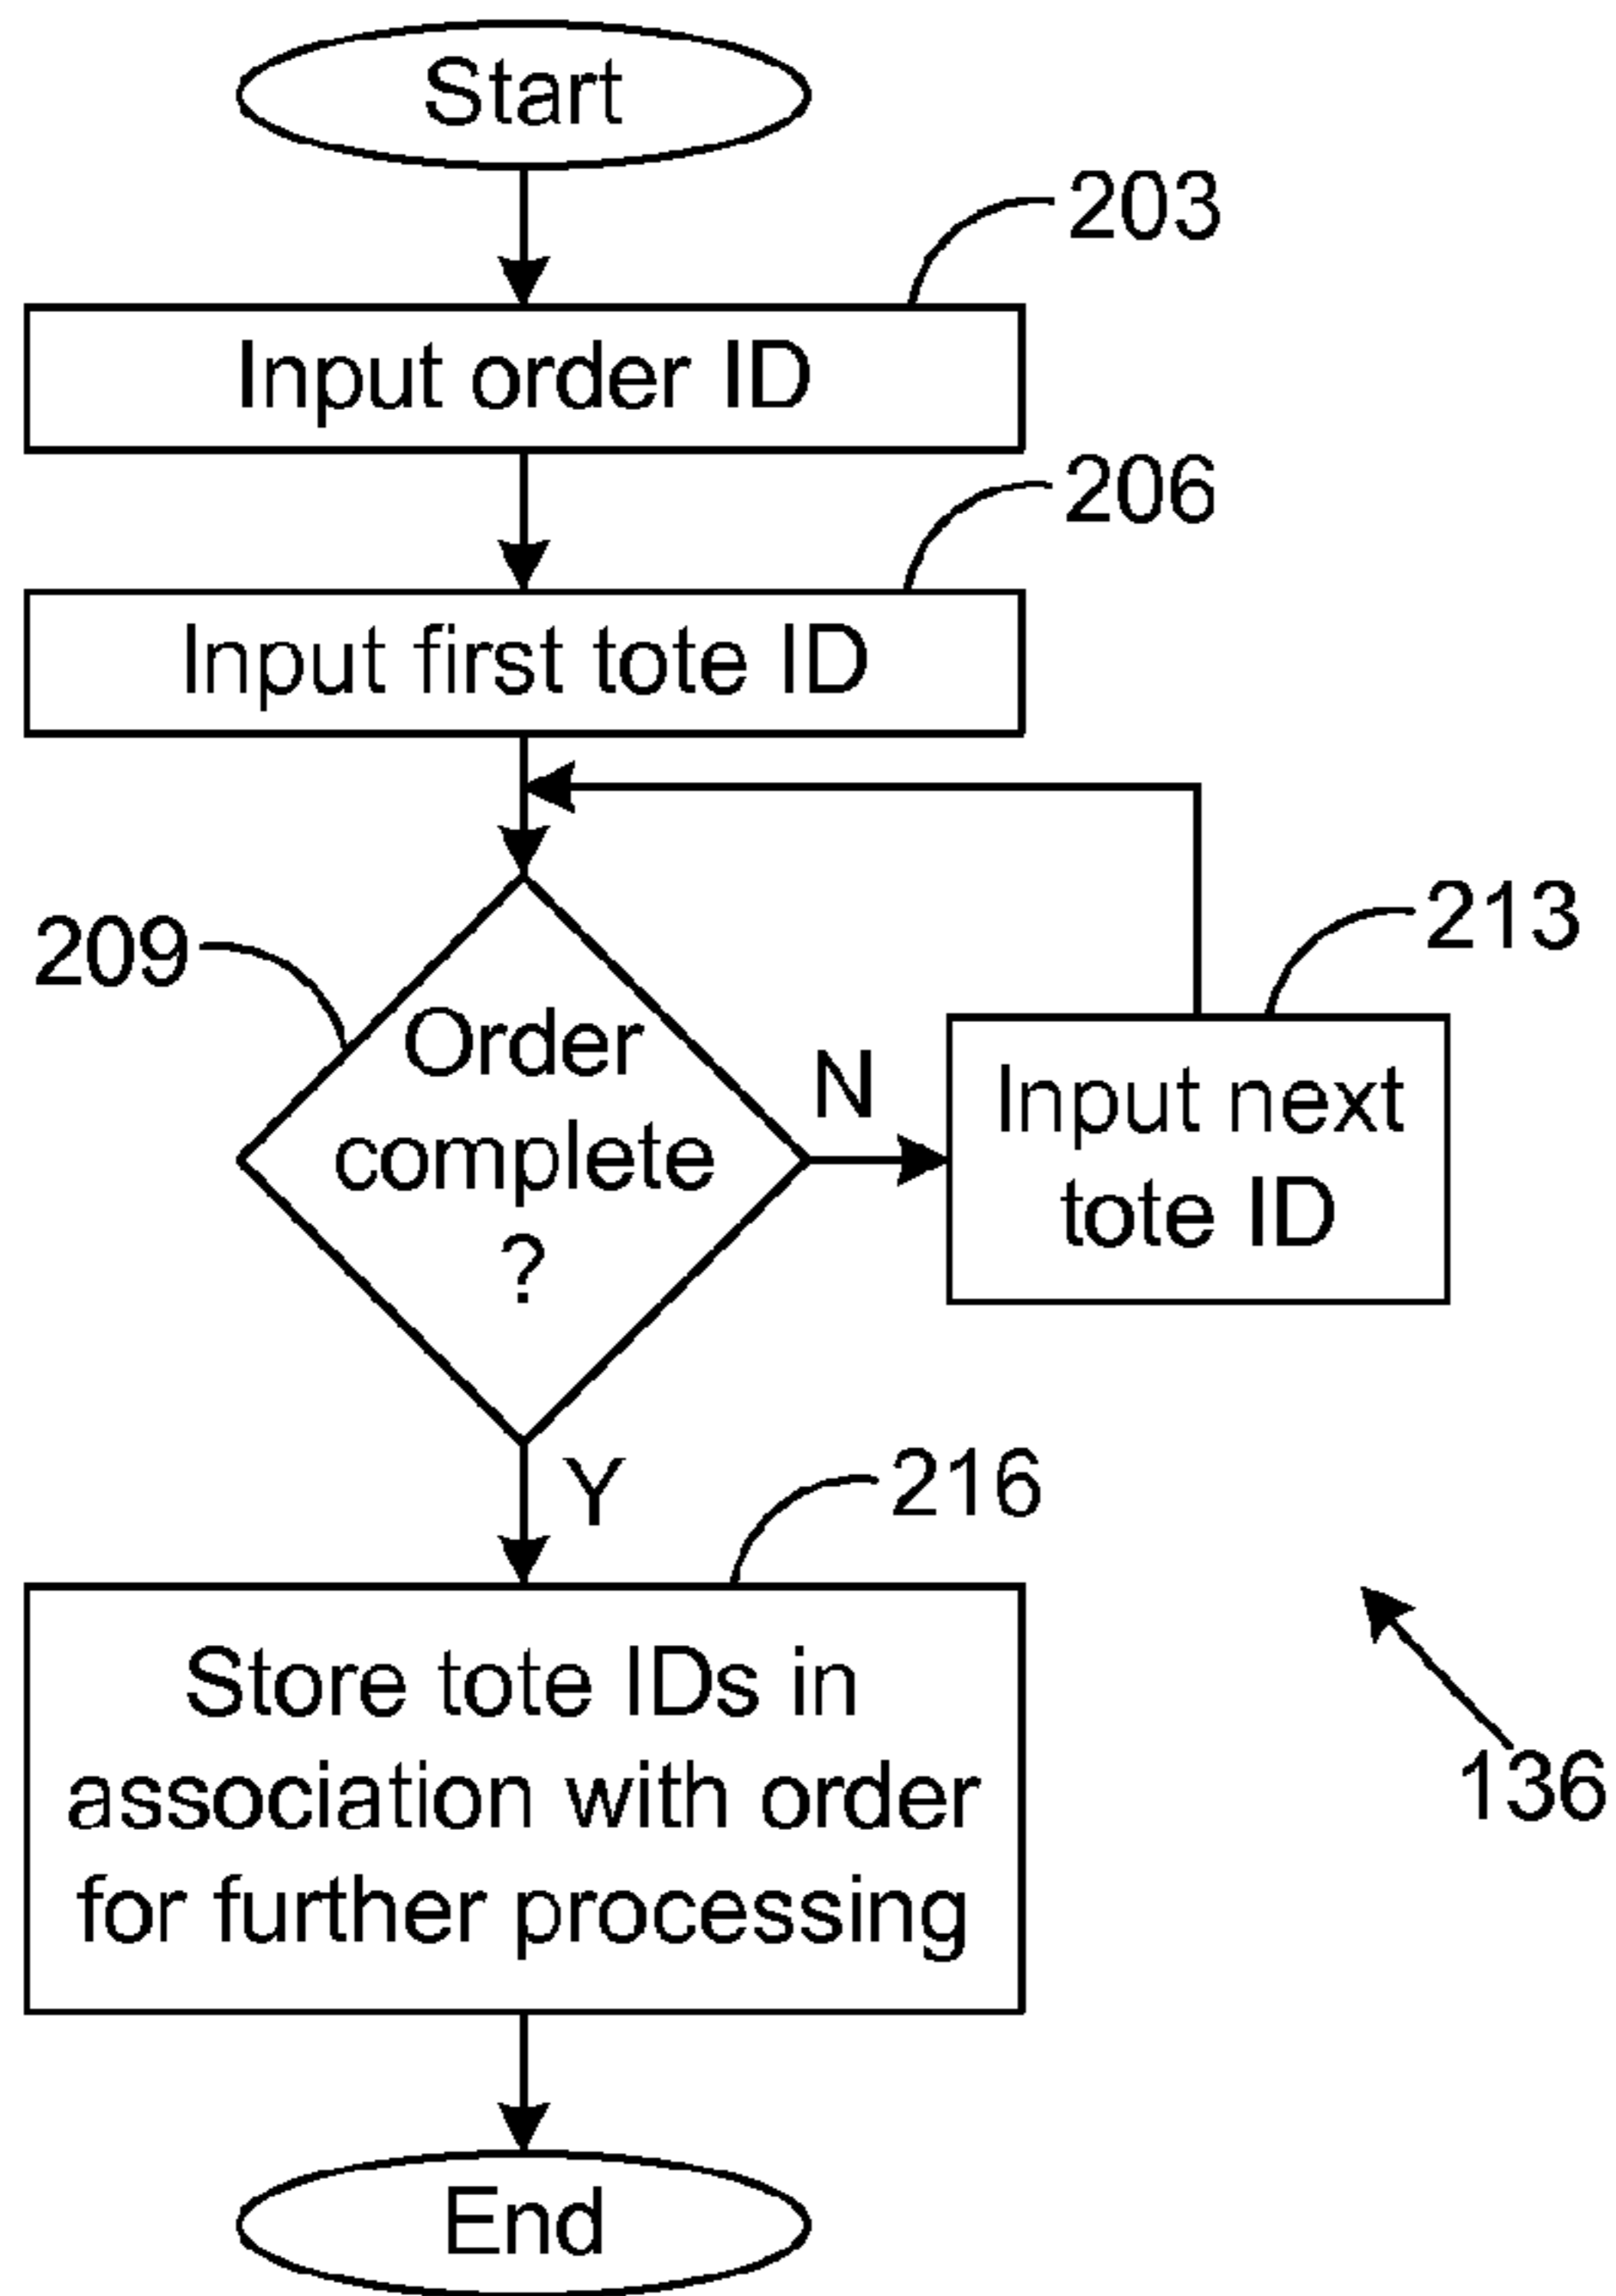 Start
203
Input order ID
206
Input first tote ID
209
Order
complete
?
N
213
Input next
tote ID
Y
216
Store tote IDs in
association with order
for further processing
136
End